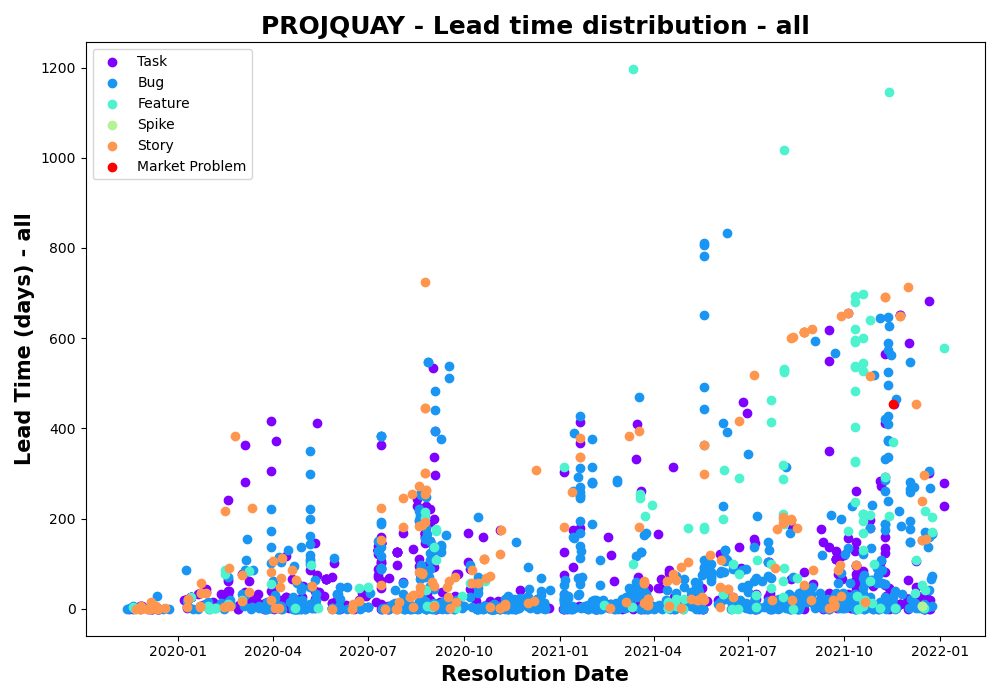 PROJQUAY - Lead time distribution - all
Task
Bug
Feature
Spike
Story
Market Problem
1200
1000
800
600
400
200
0
Lead Time (days) - all
2020-01 2020-04 2020-07 2020-10 2021-01 2021-04 2021-07 2021-10 2022-01
Resolution Date